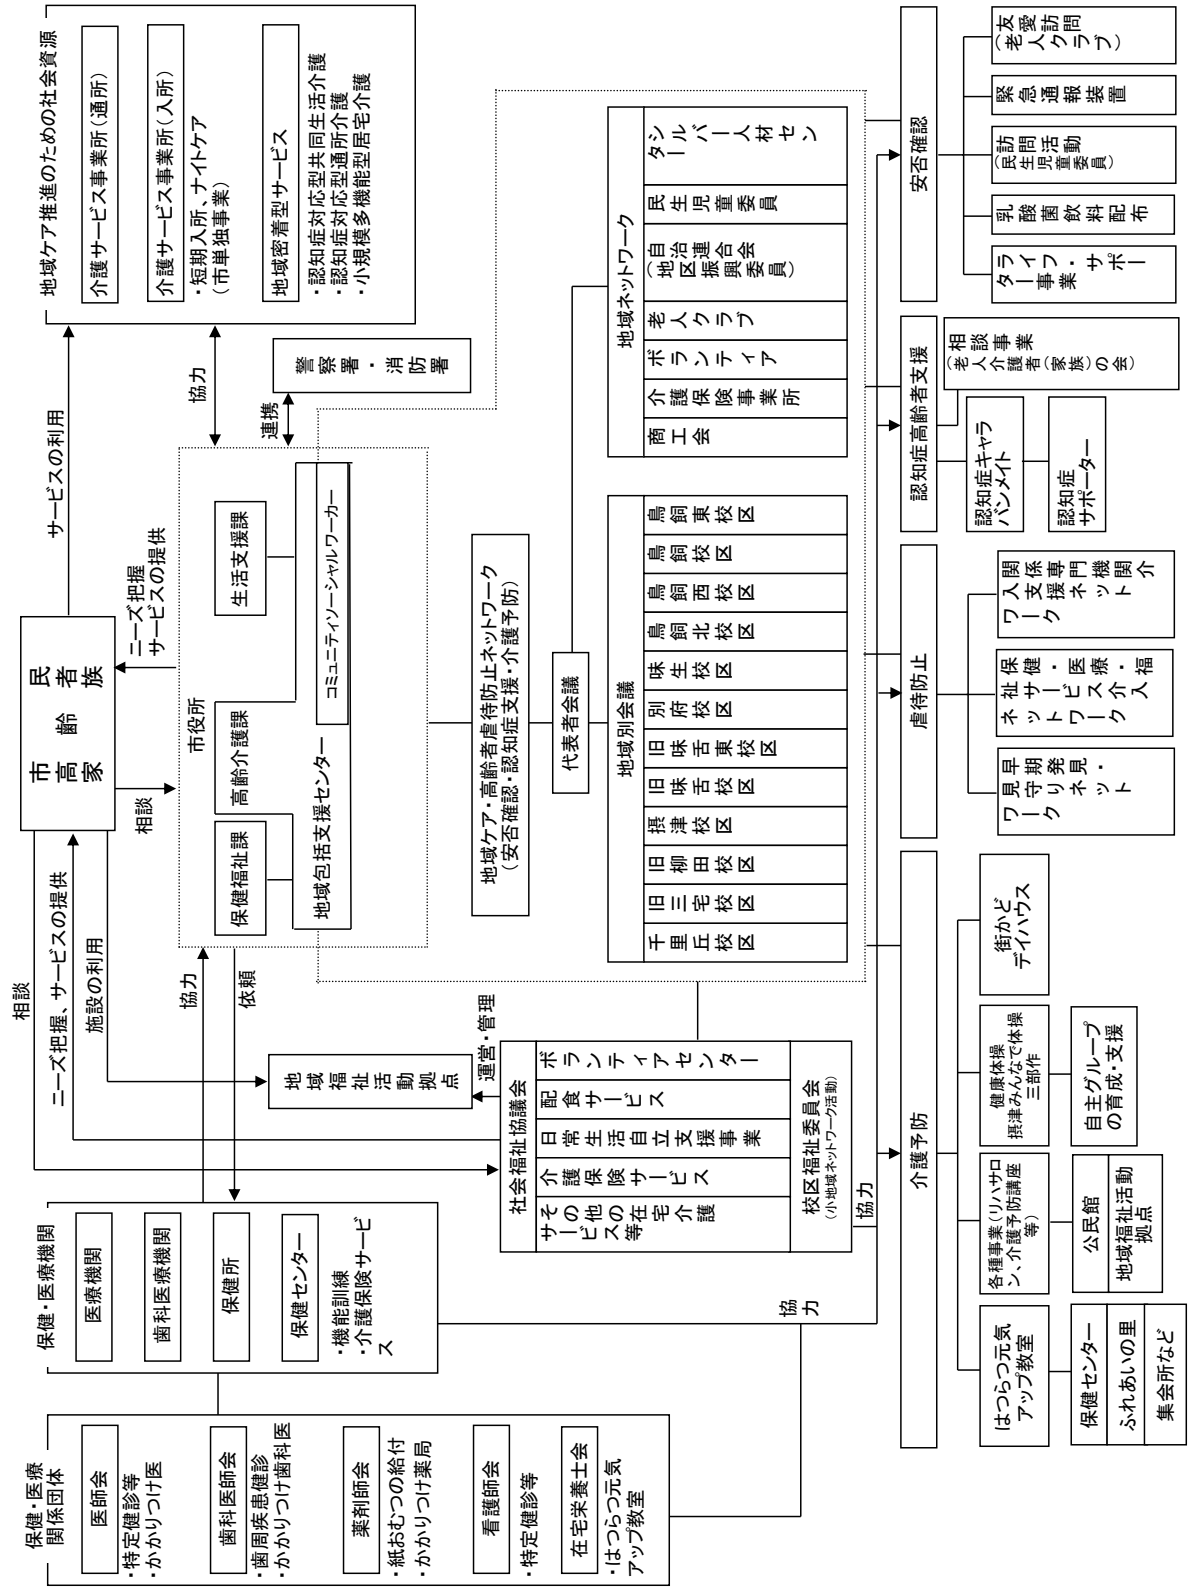 市　　　民
高　齢　者
家　　　族
相談
ニーズ把握、サービスの提供
施設の利用
相談
ニーズ把握
サービスの提供
サービスの利用
保健・医療
関係団体
医師会
・特定健診等
・かかりつけ医
歯科医師会
・歯周疾患健診
・かかりつけ歯科医
薬剤師会
・紙おむつの給付
・かかりつけ薬局
看護師会
・特定健診等
在宅栄養士会
・はつらつ元気
アップ教室
保健・医療機関
医療機関
歯科医療機関
保健所
保健センター
・機能訓練
・介護保険サービ
ス
協力
依頼
地域福祉活動
拠点
運営・管理
市役所
保健福祉課
高齢介護課
生活支援課
地域包括支援センター
コミュニティソーシャルワーカー
連携
警察署・消防署
協力
地域ケア推進のための社会資源
介護サービス事業所（通所）
介護サービス事業所（入所）
・短期入所、ナイトケア
（市単独事業）
地域密着型サービス
・認知症対応型共同生活介護
・認知症対応型通所介護
・小規模多機能型居宅介護
社会福祉協議会
その他の在宅介護
サービス等
介護保険サービス
日常生活自立支援事業
配食サービス
ボランティアセンター
校区福祉委員会
（小地域ネットワーク活動）
協力
協力
地域ケア・高齢者虐待防止ネットワーク
（安否確認・認知症支援・介護予防）
代表者会議
地域別会議
千里丘校区
旧三宅校区
旧柳田校区
摂津校区
旧味舌校区
旧味舌東校区
別府校区
味生校区
鳥飼北校区
鳥飼西校区
鳥飼校区
鳥飼東校区
地域ネットワーク
商工会
介護保険事業所
ボランティア
老人クラブ
自治連合会
（地区振興委員）
民生児童委員
シルバー人材セン
ター
介護予防
はつらつ元気
アップ教室
保健センター
ふれあいの里
集会所など
各種事業（リハサロ
ン、介護予防講座
等）
公民館
地域福祉活動
拠点
健康体操
摂津みんなで体操
三部作
自主グループ
の育成・支援
街かど
デイハウス
虐待防止
早期発見・
見守りネット
ワーク
保健・医療・福
祉サービス介入
ネットワーク
関係専門機関介
入支援ネット
ワーク
認知症高齢者支援
認知症キャラ
バンメイト
認知症
サポーター
相談事業
（老人介護者（家族）の会）
安否確認
ライフ・サポー
ター事業
乳酸菌飲料配布
訪問活動
（民生児童委員）
緊急通報装置
友愛訪問
（老人クラブ）